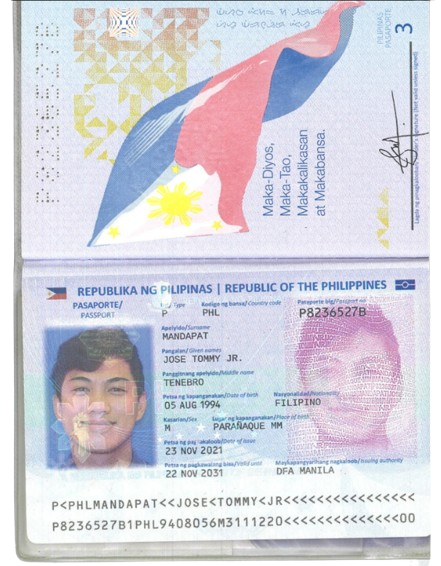 PILIPINAS
PASAPORTE
3
Maka-Diyos,
Maka-Tao,
Makakalikasan
at Makabansa.
REPUBLIKA NG PILIPINAS | REPUBLIC OF THE PHILIPPINES
PASAPORTE/
PASSPORT
Type
P
Kodigo ng bansa/Country code
PHL
Pasaporte blg/Passport no
P8236527B
Apelyido/Surname
MANDAPAT
Pangalan/Given names
JOSE TOMMY JR.
Panggitnang apelyido/Middle name
TENEBRO
Petsa ng kapanganakan/Date of birth
05 AUG 1994
Nasyonalidad/Nationality
FILIPINO
Kasarian/Sex
M
Lugar ng kapanganakan/Place of birth
PARAÑAQUE MM
Petsa ng pagkakaloob/Date of issue
23 NOV 2021
Petsa ng pagkawalang bisa/Valid until
22 NOV 2031
Maykapangyarihang nagkaloob/Issuing authority
DFA MANILA
P<PHLMANDAPAT<<JOSE<TOMMY<JR<<<<<<<<<<<<<<<<
P8236527B1PHL9408056M3111220<<<<<<<<<<<<<<00